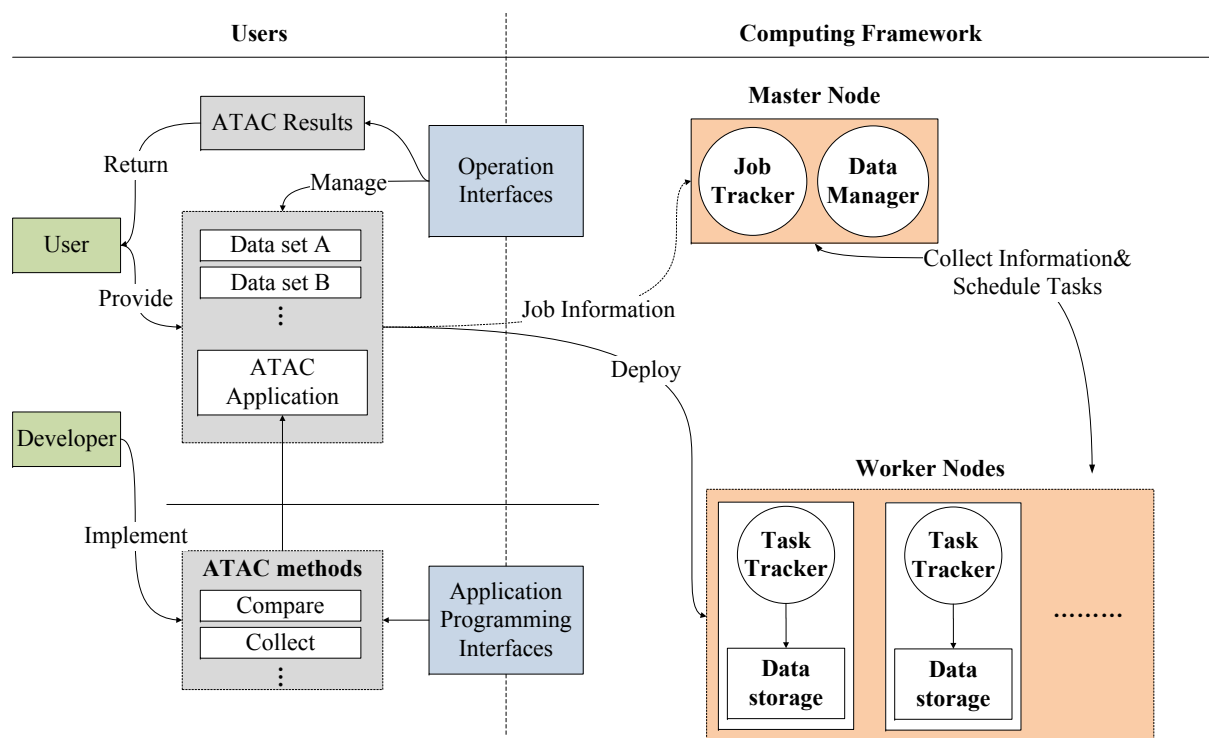 Users
Computing Framework
Master Node
ATAC Results
Return
Operation
Interfaces
Manage
Job
Tracker
Data
Manager
User
Data set A
Data set B
⋮
Provide
Collect Information&
Schedule Tasks
Job Information
ATAC
Application
Deploy
Developer
Worker Nodes
Implement
ATAC methods
Compare
Collect
⋮
Application
Programming
Interfaces
Task
Tracker
Data
storage
Task
Tracker
Data
storage
………